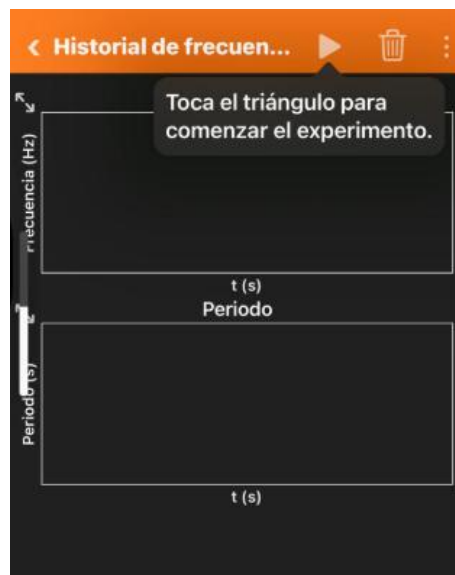 Historial de frecuen...
Toca el triángulo para
comenzar el experimento.
Frecuencia (Hz)
t (s)
Periodo
Periodo (s)
t (s)